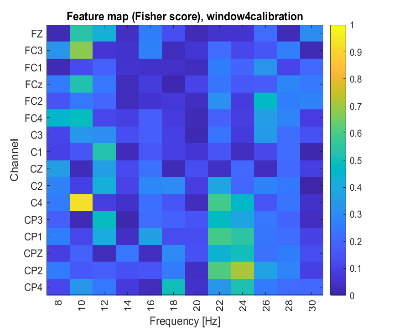 Feature map (Fisher score), window4calibration
FZ
FC3
FC1
FCz
FC2
FC4
C3
C1
CZ
C2
C4
CP3
CP1
CPZ
CP2
CP4
Channel
8 10 12 14 16 18 20 22 24 26 28 30
Frequency [Hz]
1
0.9
0.8
0.7
0.6
0.5
0.4
0.3
0.2
0.1
0